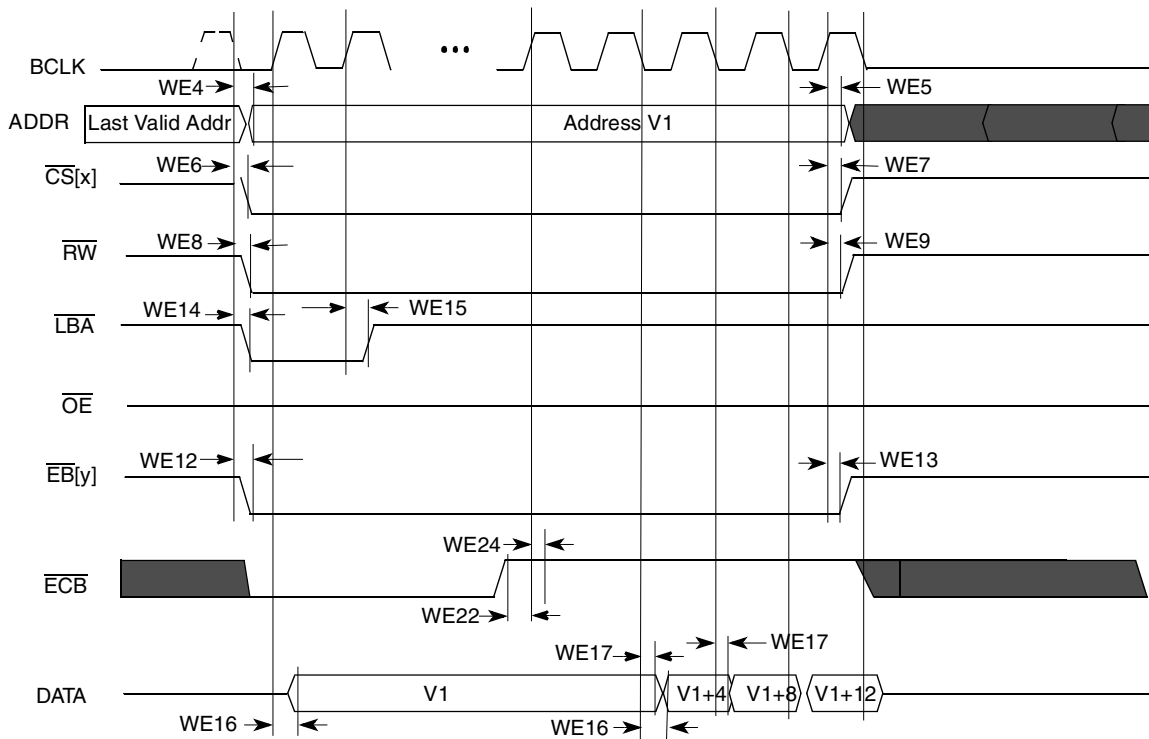 BCLK
WE4
WE5
ADDR
Last Valid Addr
Address V1
WE6
WE7
CS[x]
WE8
WE9
RW
WE14
WE15
LBA
OE
WE12
WE13
EB[y]
WE24
ECB
WE22
WE17
WE17
DATA
V1
V1+4
V1+8
V1+12
WE16
WE16